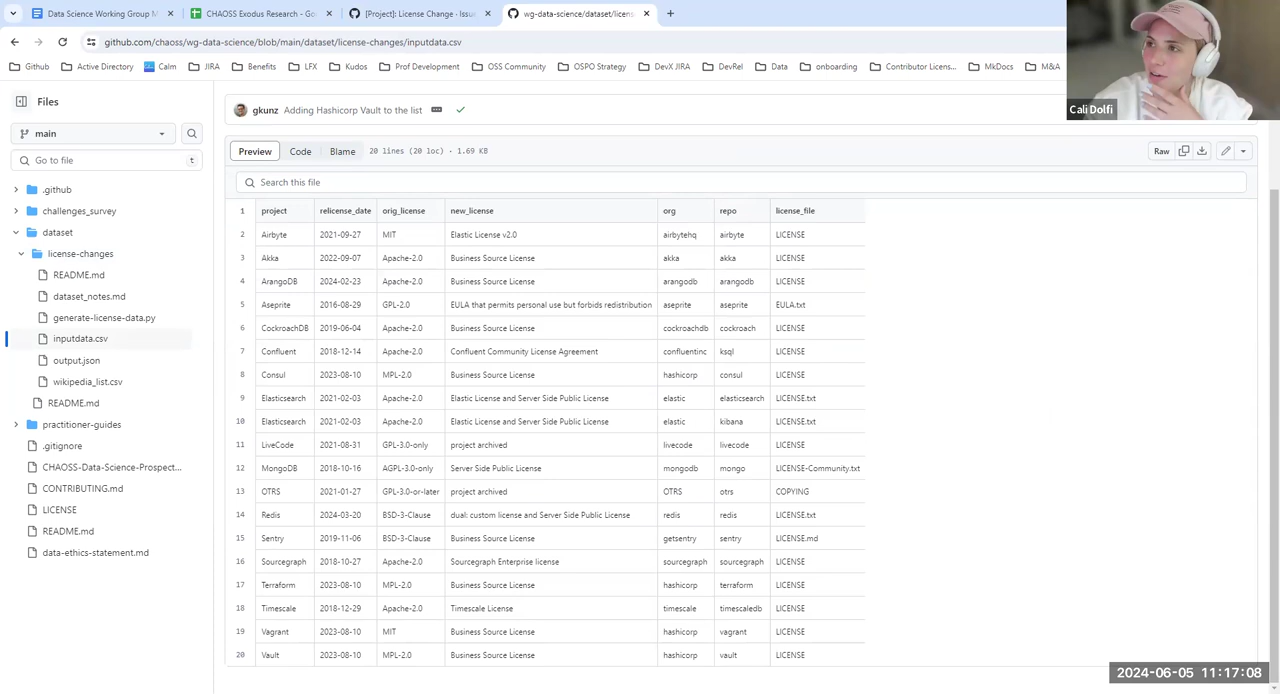 Data Science Working Group M
CHAOSS Exodus Research - Go
[Project]: License Change · Issue
wg-data-science/dataset/licens
github.com/chaoss/wg-data-science/blob/main/dataset/license-changes/inputdata.csv
Github
Active Directory
Calm
JIRA
Benefits
LFX
Kudos
Prof Development
OSS Community
OSPO Strategy
DevX JIRA
DevRel
Data
onboarding
Contributor Licens...
MkDocs
M&A
Cali Dolfi
Files
main
Go to file
t
.github
challenges_survey
dataset
license-changes
README.md
dataset_notes.md
generate-license-data.py
inputdata.csv
output.json
wikipedia_list.csv
README.md
practitioner-guides
.gitignore
CHAOSS-Data-Science-Prospect...
CONTRIBUTING.md
LICENSE
README.md
data-ethics-statement.md
gkunz Adding Hashicorp Vault to the list
Preview Code Blame 20 lines (20 loc) · 1.69 KB Raw
Search this file
1 project relicense_date orig_license new_license org repo license_file
2 Airbyte 2021-09-27 MIT Elastic License v2.0 airbytehq airbyte LICENSE
3 Akka 2022-09-07 Apache-2.0 Business Source License akka akka LICENSE
4 ArangoDB 2024-02-23 Apache-2.0 Business Source License arangodb arangodb LICENSE
5 Aseprite 2016-08-29 GPL-2.0 EULA that permits personal use but forbids redistribution aseprite aseprite EULA.txt
6 CockroachDB 2019-06-04 Apache-2.0 Business Source License cockroachdb cockroach LICENSE
7 Confluent 2018-12-14 Apache-2.0 Confluent Community License Agreement confluentinc ksql LICENSE
8 Consul 2023-08-10 MPL-2.0 Business Source License hashicorp consul LICENSE
9 Elasticsearch 2021-02-03 Apache-2.0 Elastic License and Server Side Public License elastic elasticsearch LICENSE.txt
10 Elasticsearch 2021-02-03 Apache-2.0 Elastic License and Server Side Public License elastic kibana LICENSE.txt
11 LiveCode 2021-08-31 GPL-3.0-only project archived livecode livecode LICENSE
12 MongoDB 2018-10-16 AGPL-3.0-only Server Side Public License mongodb mongo LICENSE-Community.txt
13 OTRS 2021-01-27 GPL-3.0-or-later project archived OTRS otrs COPYING
14 Redis 2024-03-20 BSD-3-Clause dual: custom license and Server Side Public License redis redis LICENSE.txt
15 Sentry 2019-11-06 BSD-3-Clause Business Source License getsentry sentry LICENSE.md
16 Sourcegraph 2018-10-27 Apache-2.0 Sourcegraph Enterprise license sourcegraph sourcegraph LICENSE
17 Terraform 2023-08-10 MPL-2.0 Business Source License hashicorp terraform LICENSE
18 Timescale 2018-12-29 Apache-2.0 Timescale License timescale timescaledb LICENSE
19 Vagrant 2023-08-10 MIT Business Source License hashicorp vagrant LICENSE
20 Vault 2023-08-10 MPL-2.0 Business Source License hashicorp vault LICENSE
2024-06-05 11:17:08